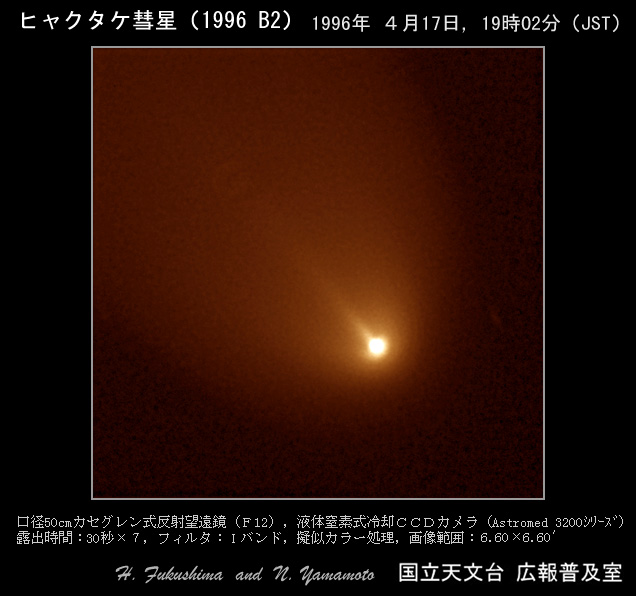 ヒャクタケ彗星（1996 B2） 1996年 ４月17日，19時02分（JST）
口径50cmカセグレン式反射望遠鏡（Ｆ12），液体窒素式冷却ＣＣＤカメラ（Astromed 3200ｼﾘｰｽﾞ）
露出時間：30秒×７，フィルタ：Ｉバンド，擬似カラー処理，画像範囲：6.60×6.60′
H. Fukushima and N. Yamamoto 国立天文台 広報普及室